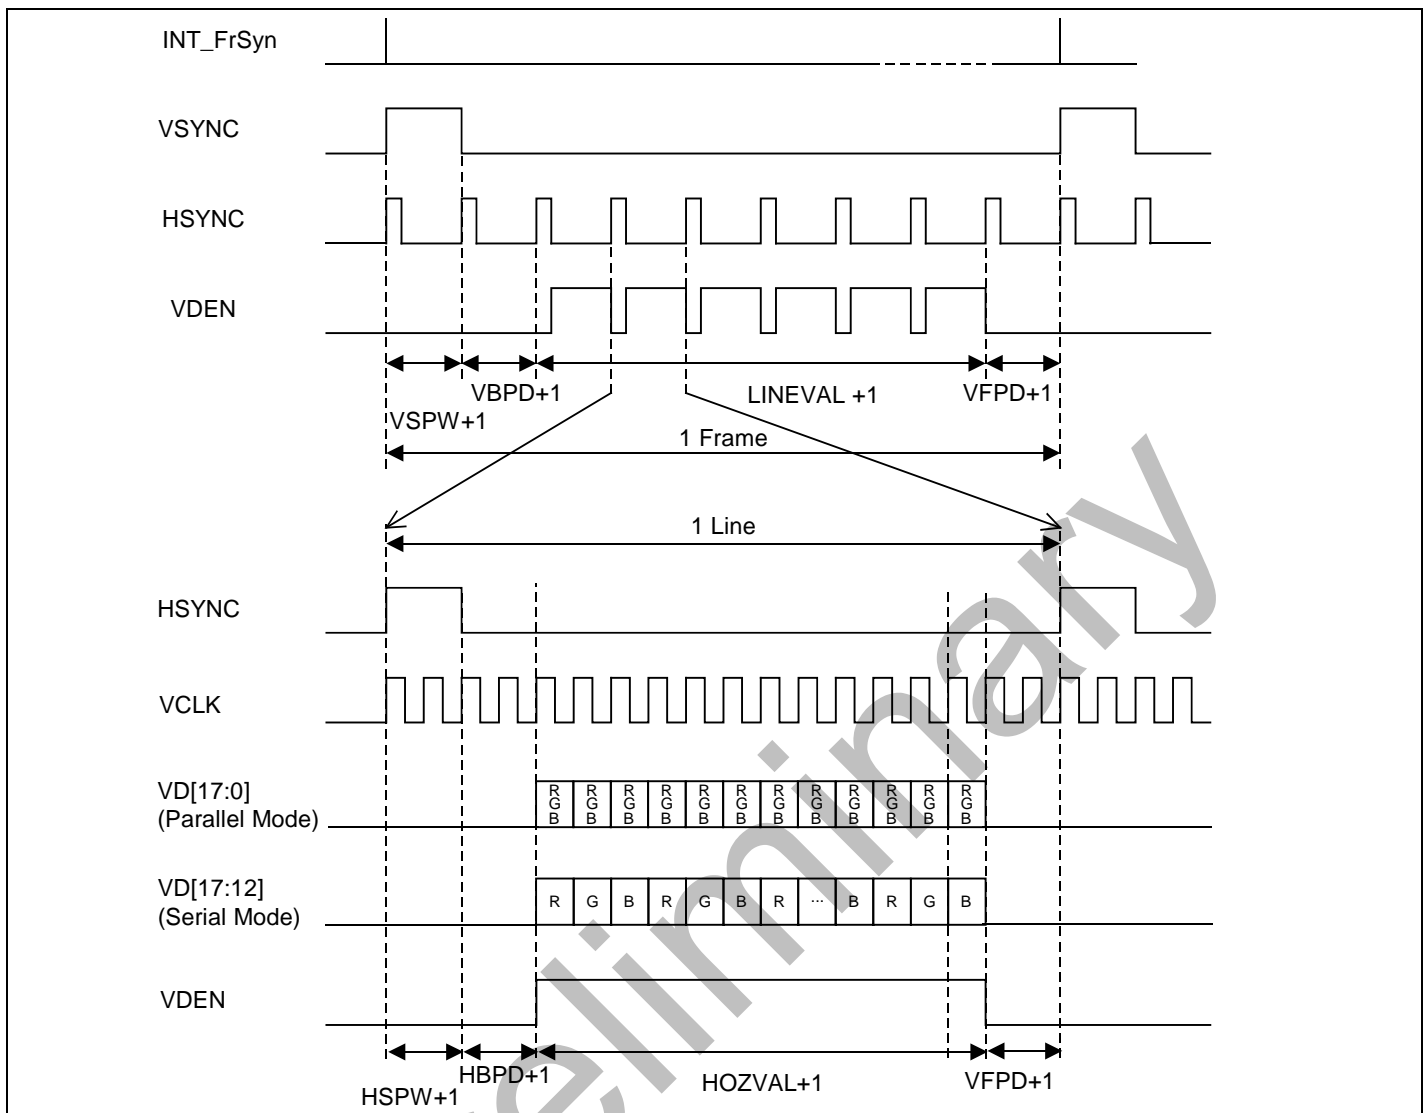 INT_FrSyn
VSYNC
HSYNC
VDEN
VBPD+1
LINEVAL +1
VFPD+1
VSPW+1
1 Frame
1 Line
HSYNC
VCLK
VD[17:0]
(Parallel Mode)
R R R R R R R R R R R R
G G G G G G G G G G G G
B B B B B B B B B B B B
VD[17:12]
(Serial Mode)
R G B R G B R ... B R G B
VDEN
HSPW+1
HBPD+1
HOZVAL+1
VFPD+1
reliminary